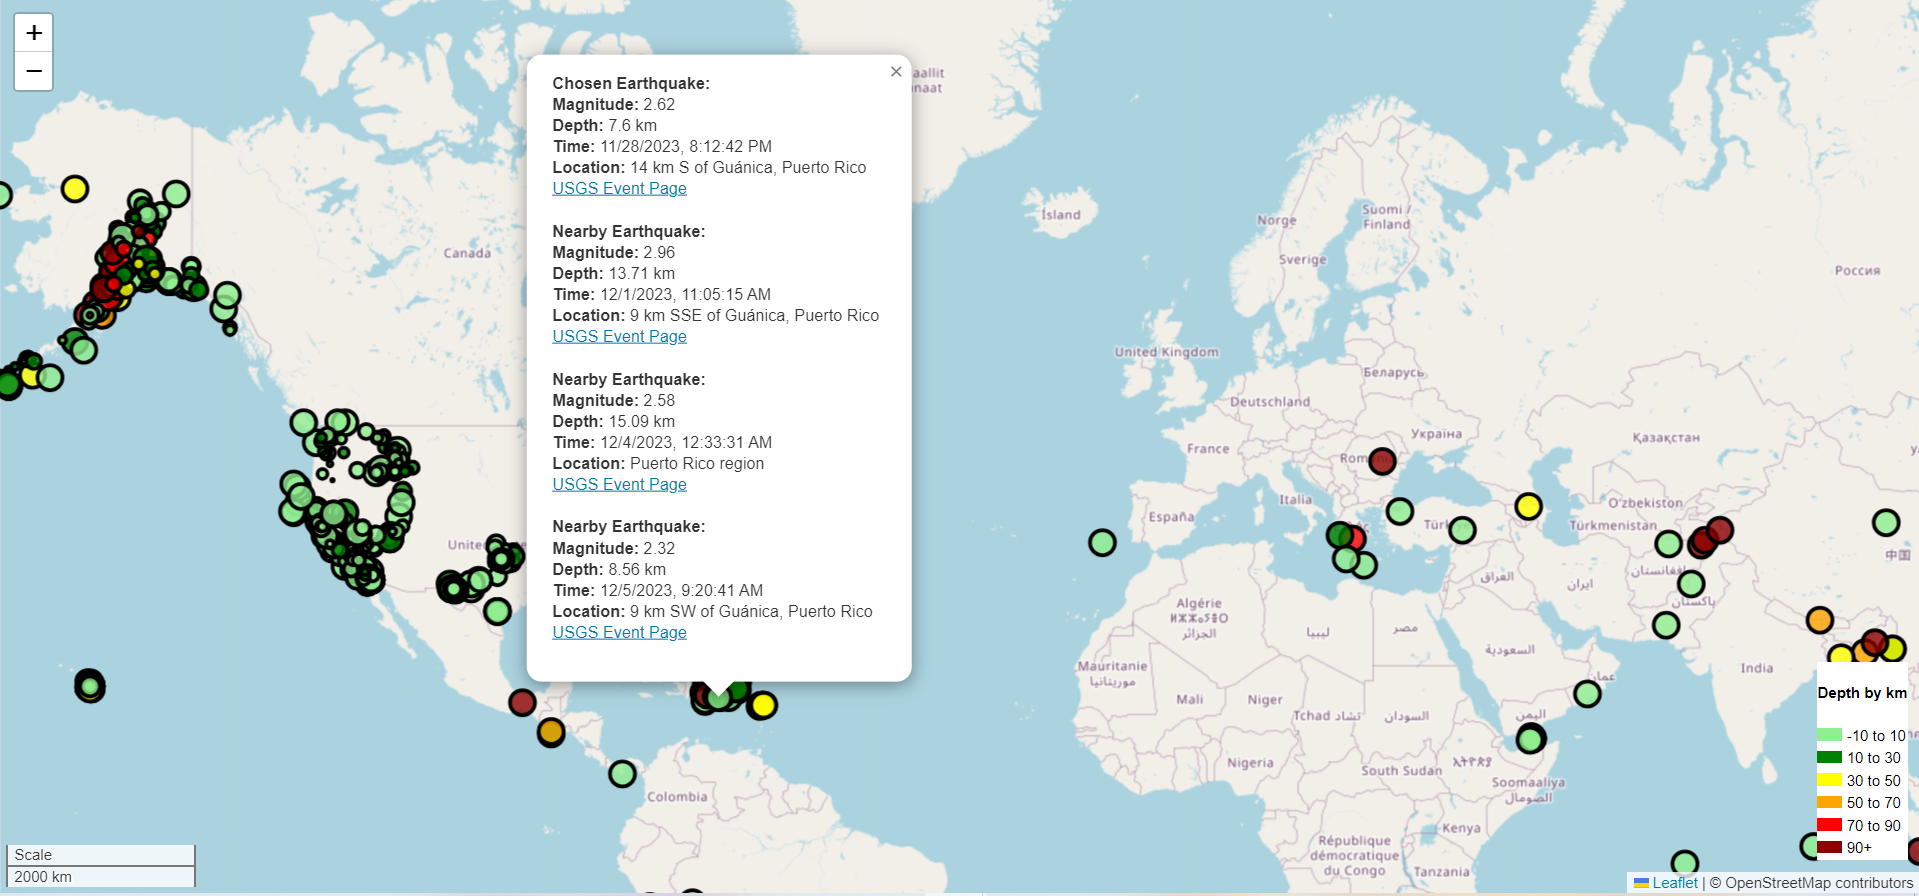 +
−
×
Chosen Earthquake:
Magnitude: 2.62
Depth: 7.6 km
Time: 11/28/2023, 8:12:42 PM
Location: 14 km S of Guánica, Puerto Rico
USGS Event Page
Nearby Earthquake:
Magnitude: 2.96
Depth: 13.71 km
Time: 12/1/2023, 11:05:15 AM
Location: 9 km SSE of Guánica, Puerto Rico
USGS Event Page
Nearby Earthquake:
Magnitude: 2.58
Depth: 15.09 km
Time: 12/4/2023, 12:33:31 AM
Location: Puerto Rico region
USGS Event Page
Nearby Earthquake:
Magnitude: 2.32
Depth: 8.56 km
Time: 12/5/2023, 9:20:41 AM
Location: 9 km SW of Guánica, Puerto Rico
USGS Event Page
aallit
naat
Ísland
Norge
Suomi /
Finland
Sverige
Россия
Canada
United Kingdom
Беларусь
Deutschland
Україна
Қазақстан
France
Italia
España
Oʻzbekiston
Türkmenistan
中国
افغانستان
العراق
ایران
پاکستان
Algérie
ⵍⵣⵣⴰⵢⴻⵔ
الجزائر
ليبيا
مصر
السعودية
عمان
Mauritanie
موريتانيا
India
Mali
Niger
Tchad تشاد
السودان
اليمن
Nigeria
South Sudan
ኢትዮጵያ
Soomaaliya
الصومال
Colombia
Kenya
République
démocratique
du Congo
Tanzania
Depth by km
-10 to 10
10 to 30
30 to 50
50 to 70
70 to 90
90+
Scale
2000 km
Leaflet | © OpenStreetMap contributors